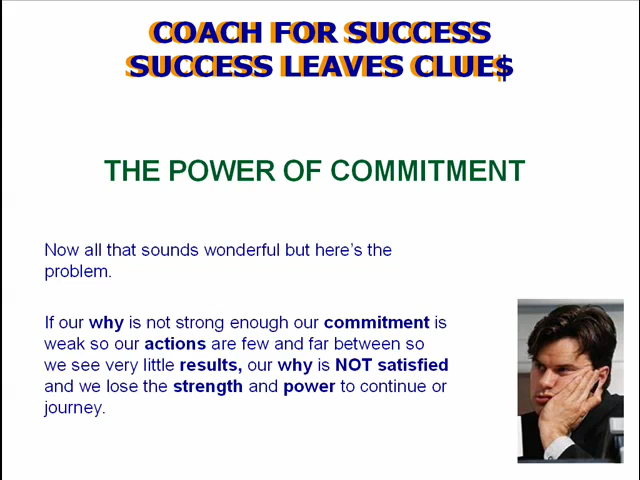 COACH FOR SUCCESS
SUCCESS LEAVES CLUE$
THE POWER OF COMMITMENT
Now all that sounds wonderful but here’s the
problem.
If our why is not strong enough our commitment is
weak so our actions are few and far between so
we see very little results, our why is NOT satisfied
and we lose the strength and power to continue or
journey.